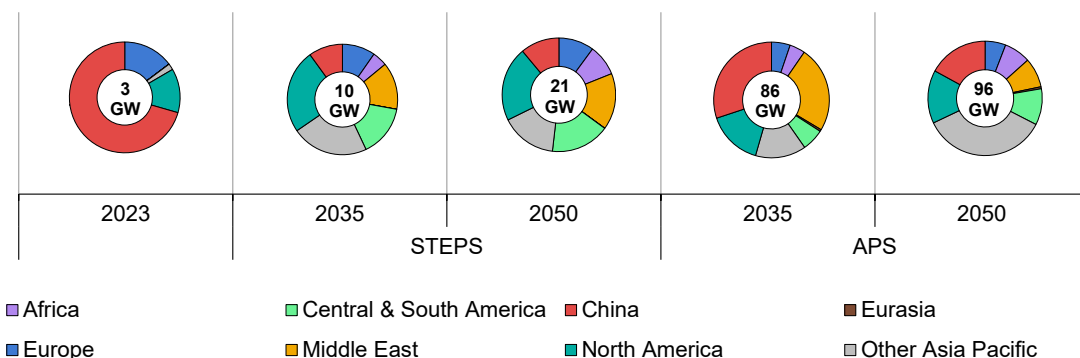 3
GW
10
GW
21
GW
86
GW
96
GW
2023 2035 2050 2035 2050
STEPS APS
Africa Central & South America China Eurasia
Europe Middle East North America Other Asia Pacific